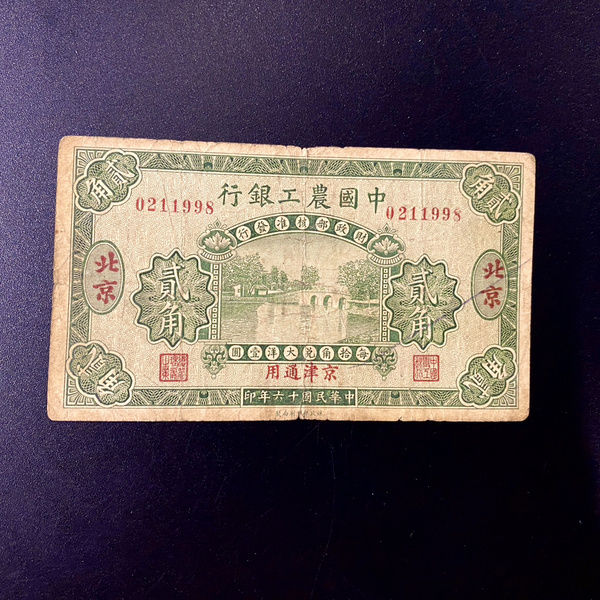 中國農工銀行
0211998 0211998
財政部核准發行
貳角 貳角
北京 北京
貳角 貳角
每拾角兌大洋壹圓
京津通用
貳角 貳角
中華民國十六年印